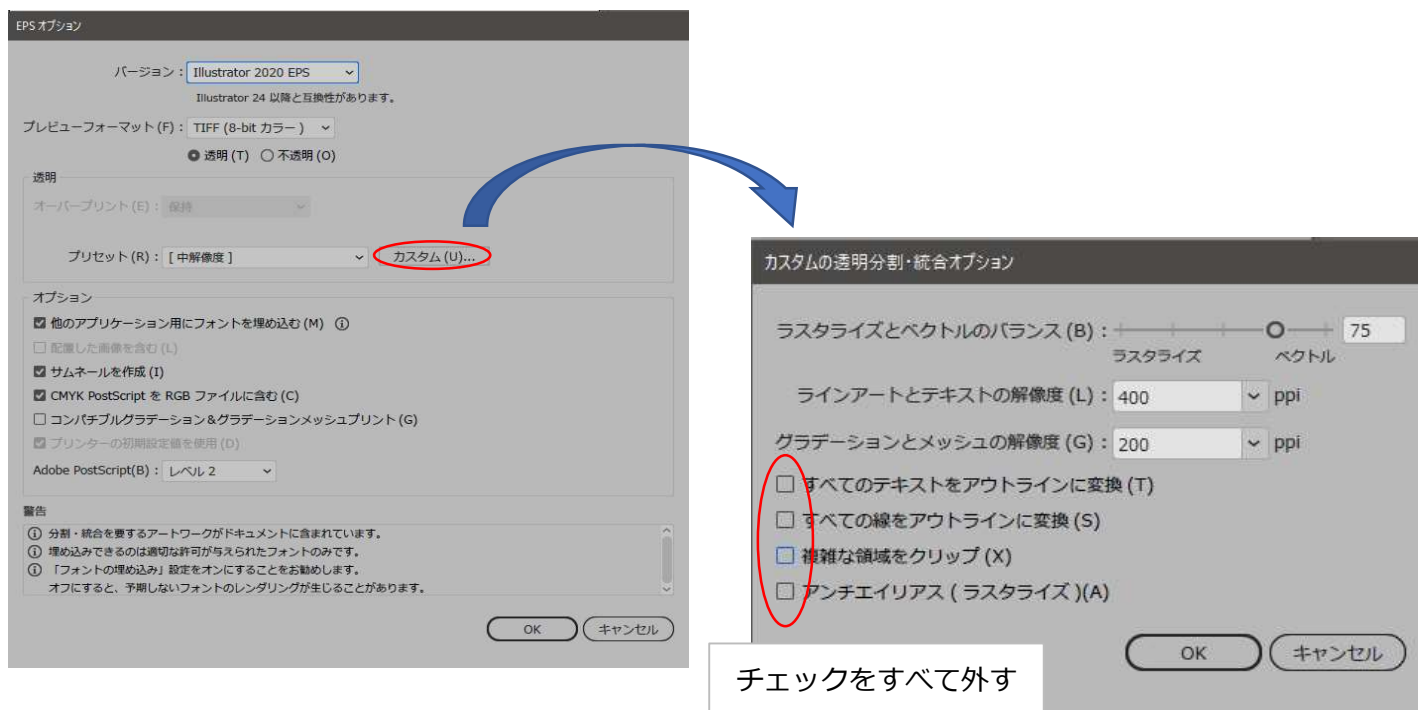 EPS オプション
バージョン : Illustrator 2020 EPS
Illustrator 24 以降と互換性があります。
プレビューフォーマット (F) : TIFF (8-bit カラー )
透明 (T) 不透明 (O)
透明
オーバープリント (E) : 保持
プリセット (R) : [ 中解像度 ] カスタム (U)...
オプション
他のアプリケーション用にフォントを埋め込む (M)
配置した画像を含む (L)
サムネールを作成 (I)
CMYK PostScript を RGB ファイルに含む (C)
コンパチブルグラデーション＆グラデーションメッシュプリント (G)
プリンターの初期設定値を使用 (D)
Adobe PostScript(B) : レベル 2
警告
分割・統合を要するアートワークがドキュメントに含まれています。
埋め込みできるのは適切な許可が与えられたフォントのみです。
「フォントの埋め込み」設定をオンにすることをお勧めします。
オフにすると、予期しないフォントのレンダリングが生じることがあります。
OK キャンセル
カスタムの透明分割・統合オプション
ラスタライズとベクトルのバランス (B) : 75
ラスタライズ ベクトル
ラインアートとテキストの解像度 (L) : 400 ppi
グラデーションとメッシュの解像度 (G) : 200 ppi
すべてのテキストをアウトラインに変換 (T)
すべての線をアウトラインに変換 (S)
複雑な領域をクリップ (X)
アンチエイリアス ( ラスタライズ )(A)
OK キャンセル
チェックをすべて外す